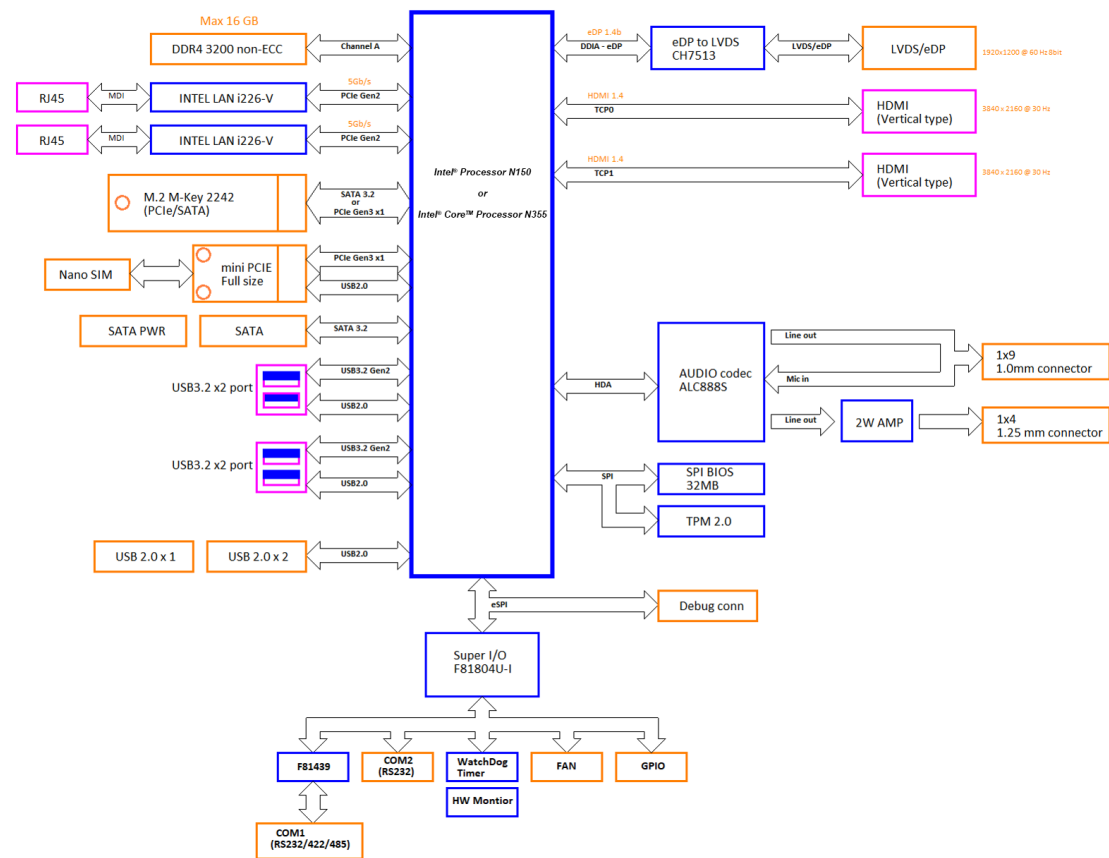 Max 16 GB
DDR4 3200 non-ECC
Channel A
RJ45
MDI
INTEL LAN i226-V
5Gb/s
PCIe Gen2
RJ45
MDI
INTEL LAN i226-V
5Gb/s
PCIe Gen2
M.2 M-Key 2242
(PCIe/SATA)
SATA 3.2
or
PCIe Gen3 x1
Nano SIM
mini PCIE
Full size
PCIe Gen3 x1
USB2.0
SATA PWR
SATA
SATA 3.2
USB3.2 x2 port
USB3.2 Gen2
USB2.0
USB3.2 x2 port
USB3.2 Gen2
USB2.0
USB 2.0 x 1
USB 2.0 x 2
USB2.0
Intel® Processor N150
or
Intel® Core™ Processor N355
eDP 1.4b
DDIA - eDP
eDP to LVDS
CH7513
LVDS/eDP
LVDS/eDP
1920x1200 @ 60 Hz 8bit
HDMI 1.4
TCP0
HDMI
(Vertical type)
3840 x 2160 @ 30 Hz
HDMI 1.4
TCP1
HDMI
(Vertical type)
3840 x 2160 @ 30 Hz
HDA
AUDIO codec
ALC888S
Line out
Mic in
1x9
1.0mm connector
Line out
2W AMP
1x4
1.25 mm connector
SPI
SPI BIOS
32MB
TPM 2.0
eSPI
Debug conn
Super I/O
F81804U-I
F81439
COM2
(RS232)
WatchDog
Timer
FAN
GPIO
HW Montior
COM1
(RS232/422/485)